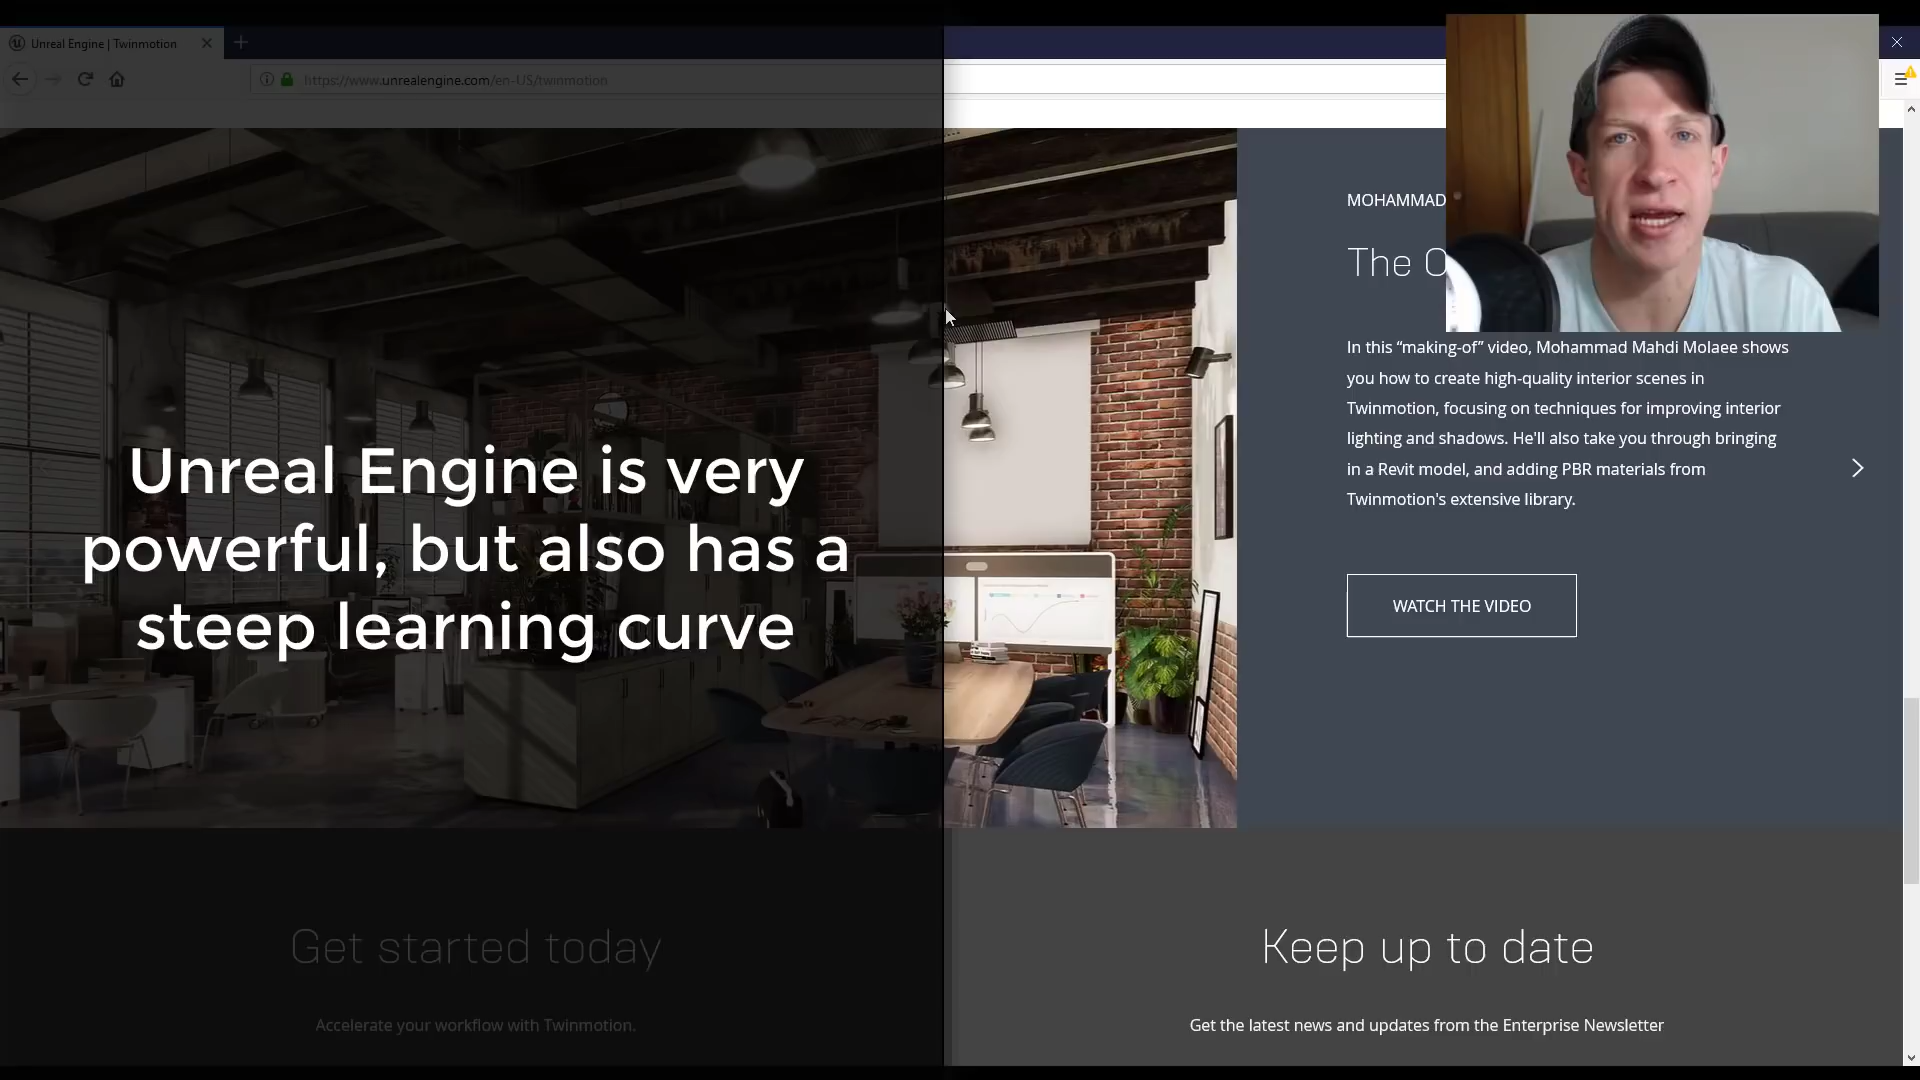 Unreal Engine | Twinmotion
https://www.unrealengine.com/en-US/twinmotion
MOHAMMAD
The O
In this “making-of” video, Mohammad Mahdi Molaee shows
you how to create high-quality interior scenes in
Twinmotion, focusing on techniques for improving interior
lighting and shadows. He'll also take you through bringing
in a Revit model, and adding PBR materials from
Twinmotion's extensive library.
WATCH THE VIDEO
Unreal Engine is very
powerful, but also has a
steep learning curve
Get started today
Accelerate your workflow with Twinmotion.
Keep up to date
Get the latest news and updates from the Enterprise Newsletter